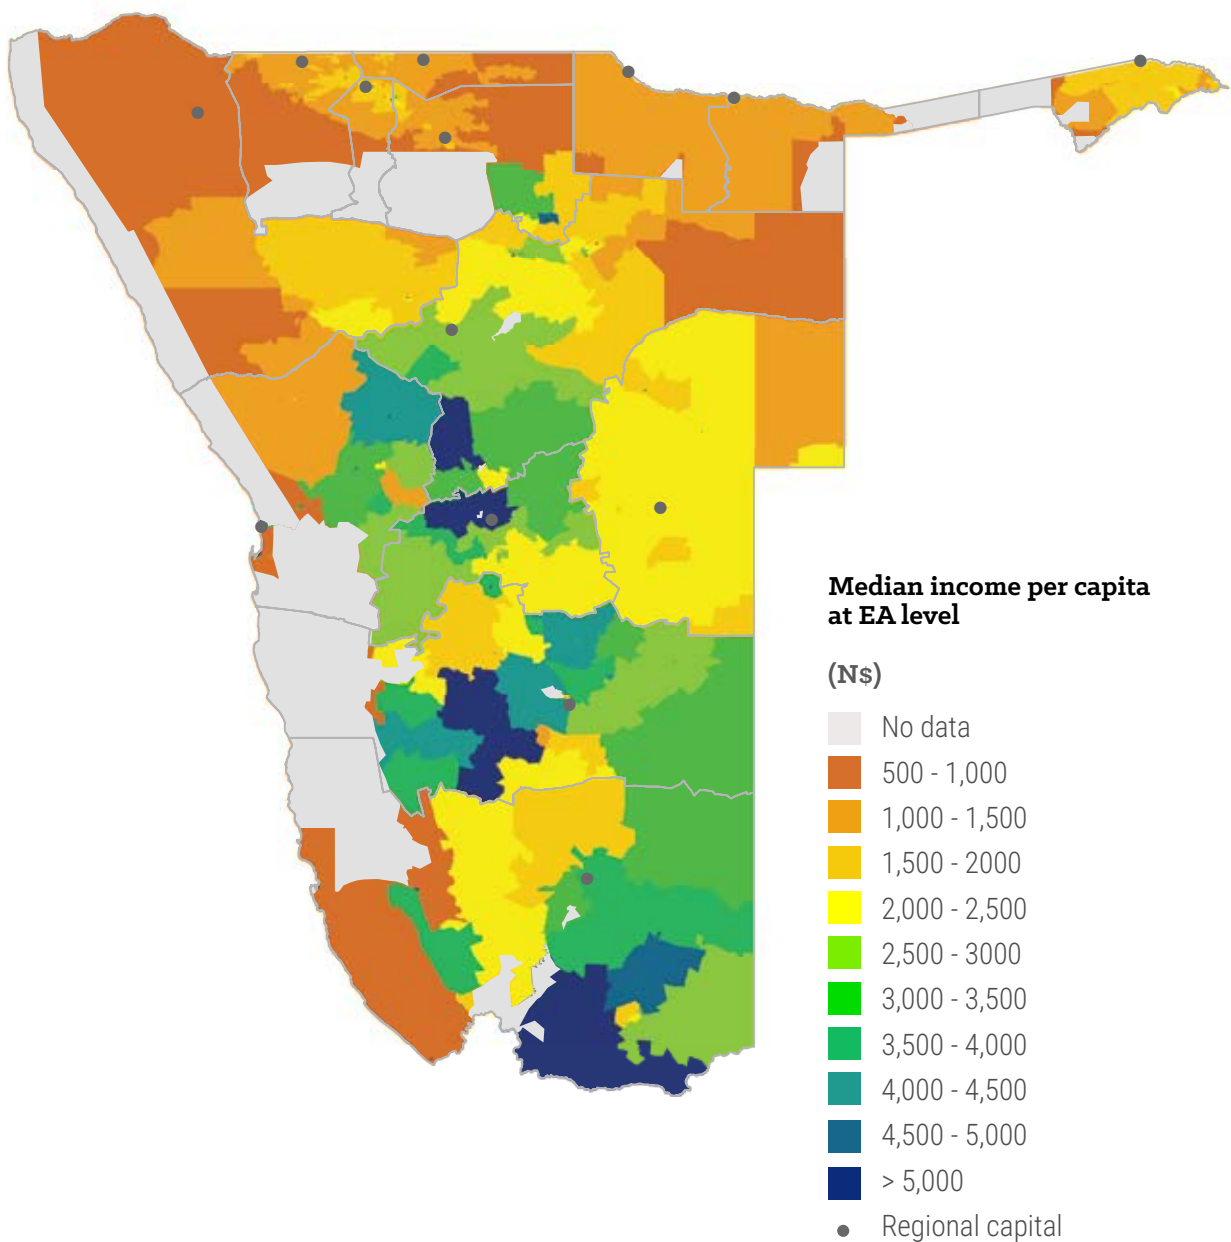 Median income per capita
at EA level
(N$)
No data
500 - 1,000
1,000 - 1,500
1,500 - 2000
2,000 - 2,500
2,500 - 3000
3,000 - 3,500
3,500 - 4,000
4,000 - 4,500
4,500 - 5,000
> 5,000
Regional capital